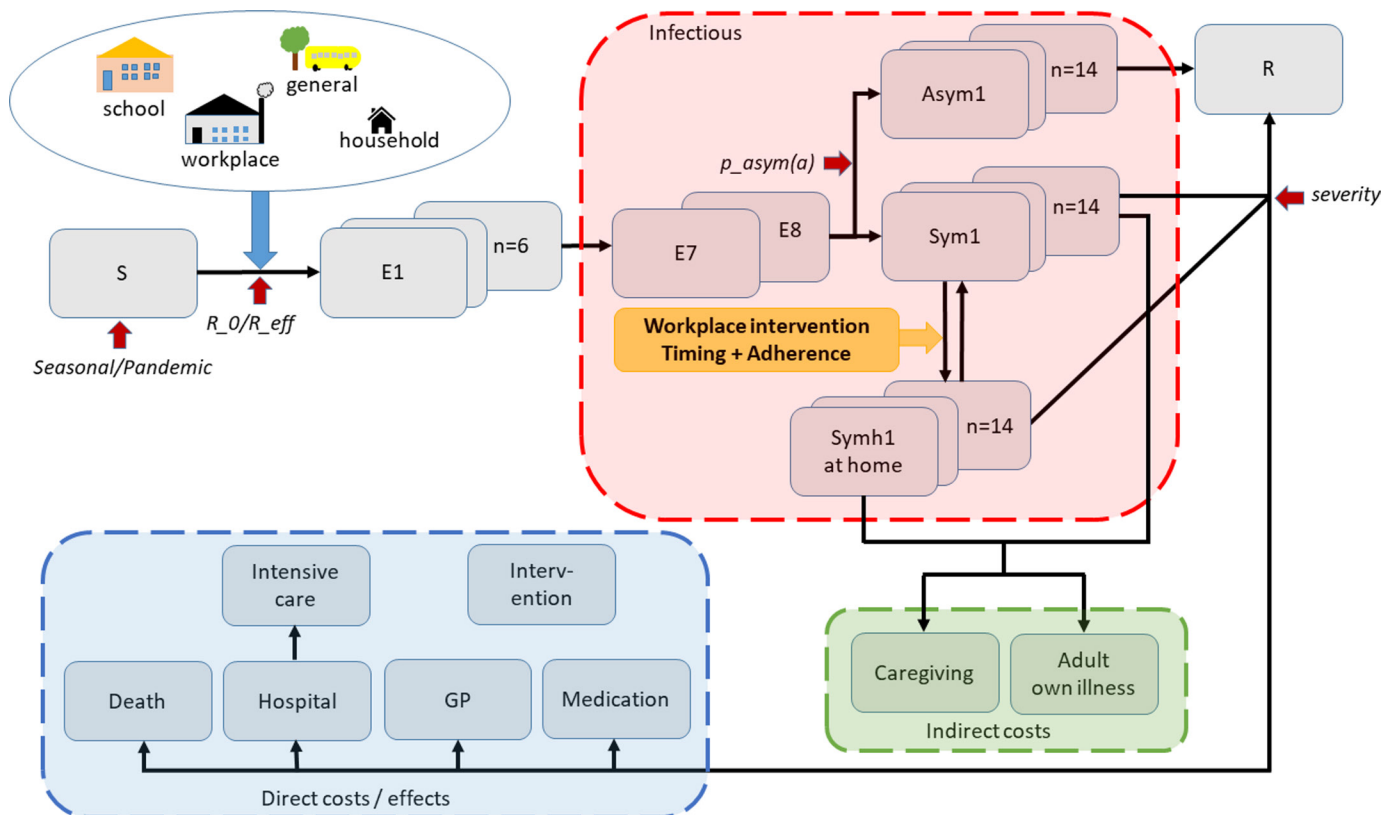 school
general
workplace
household
Infectious
Asym1
n=14
R
p_asym(a)
severity
S
E1
n=6
E7
E8
Sym1
n=14
R_0/R_eff
Seasonal/Pandemic
Workplace intervention
Timing + Adherence
Symh1
at home
n=14
Intensive
care
Interv-
ention
Death
Hospital
GP
Medication
Direct costs / effects
Caregiving
Adult
own illness
Indirect costs